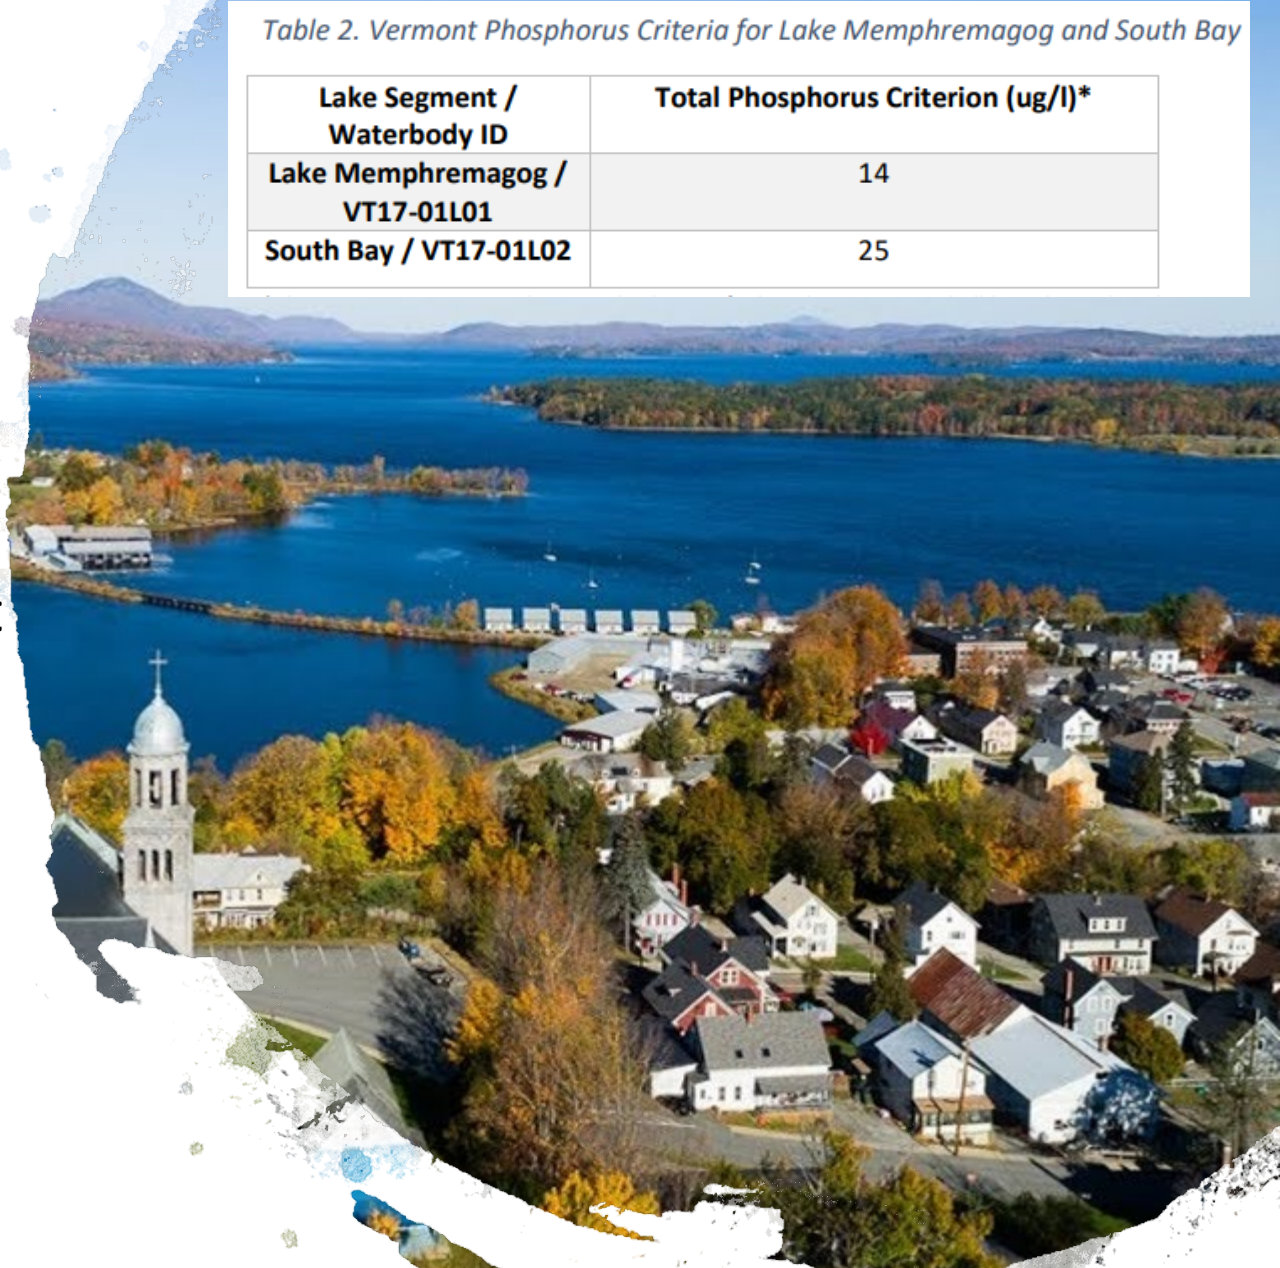 Table 2. Vermont Phosphorus Criteria for Lake Memphremagog and South Bay
Lake Segment /
Waterbody ID
Total Phosphorus Criterion (ug/l)*
Lake Memphremagog /
VT17-01L01
14
South Bay / VT17-01L02
25